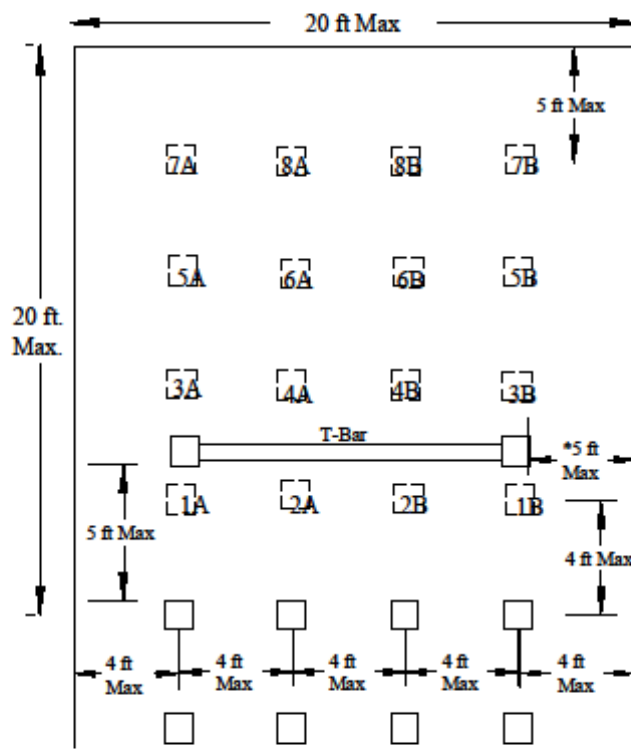 20 ft Max
5 ft Max
7A 8A 8B 7B
5A 6A 6B 5B
20 ft.
Max.
3A 4A 4B 3B
T-Bar
*5 ft
Max
1A 2A 2B 1B
5 ft Max
4 ft Max
4 ft
Max
4 ft
Max
4 ft
Max
4 ft
Max
4 ft
Max